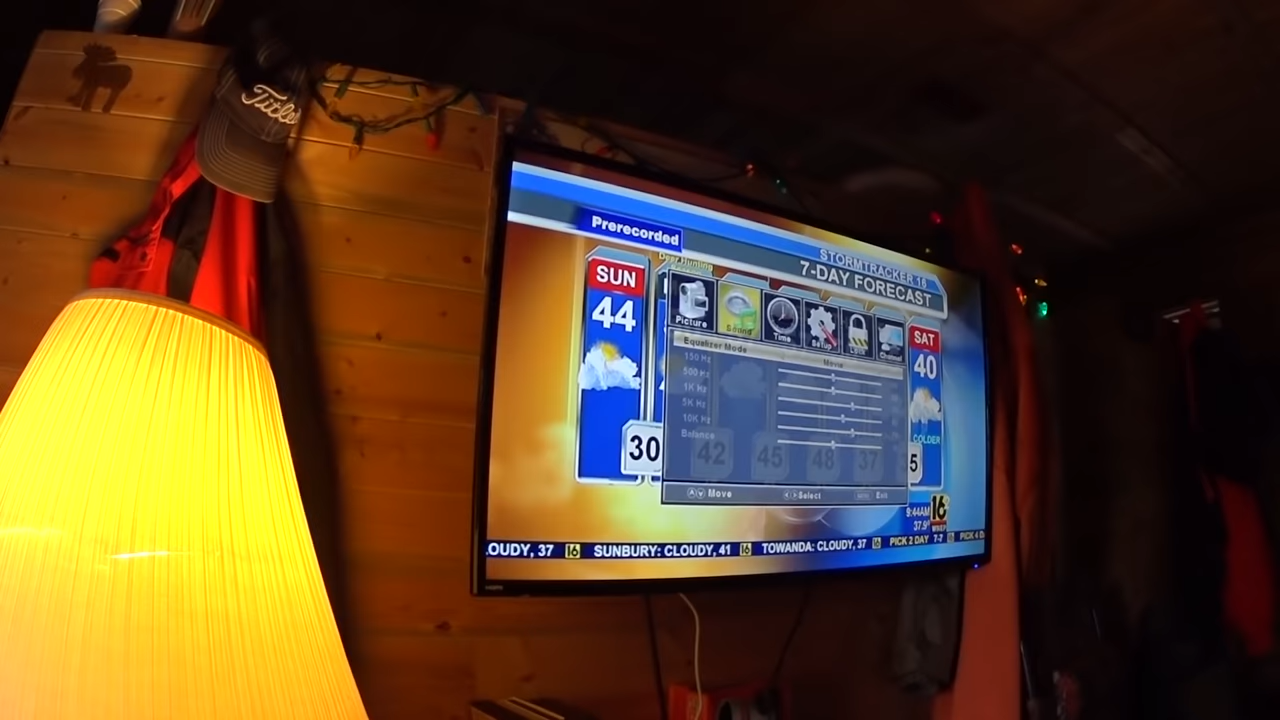 Prerecorded
STORMTRACKER 16
7-DAY FORECAST
Deer Hunting
SUN
44
30
Picture
Sound
Time
Setup
Lock
Channel
Equalizer Mode
Movie
150 Hz
500 Hz
1K Hz
5K Hz
10K Hz
Balance
42
45
48
37
Move
Select
Exit
SAT
40
COLDER
5
9:44AM
37.9°
16
WNEP
.OUDY, 37 16 SUNBURY: CLOUDY, 41 16 TOWANDA: CLOUDY, 37 16 PICK 2 DAY 7-7 16 PICK 4 D